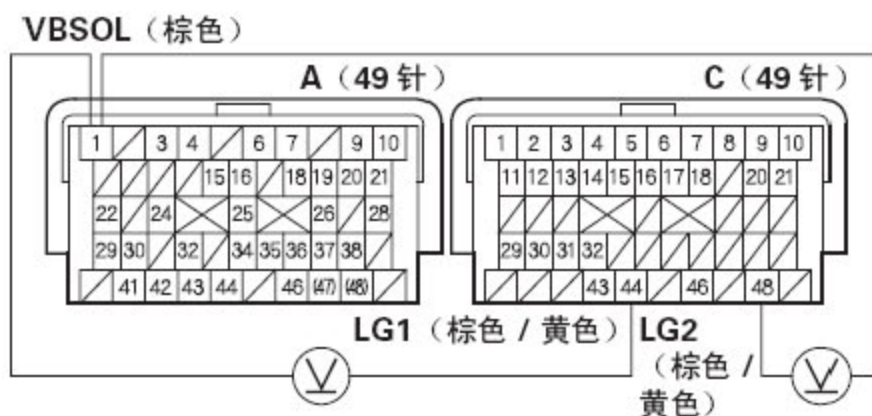 VBSOL（棕色）
A（49 针）
C（49 针）
1 3 4 6 7 9 10
15 16 18 19 20 21
22 24 25 26 28
29 30 32 34 35 36 37 38
41 42 43 44 46 (47) (48)
1 2 3 4 5 6 7 8 9 10
11 12 13 14 15 16 17 18 20 21
29 30 31 32
43 44 46 48
LG1（棕色 / 黄色）
LG2
（棕色 /
黄色）
V
V